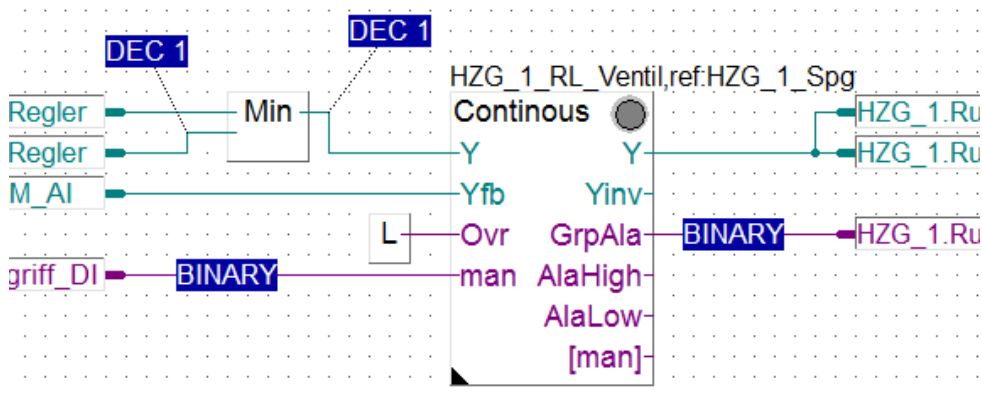 DEC 1
DEC 1
HZG_1_RL_Ventil,ref:HZG_1_Spg
Regler
Min
Continous
HZG_1.Ru
Regler
Y
Y
HZG_1.Ru
M_AI
Yfb
Yinv
L
Ovr
GrpAla
BINARY
HZG_1.Ru
griff_DI
BINARY
man
AlaHigh
AlaLow
[man]